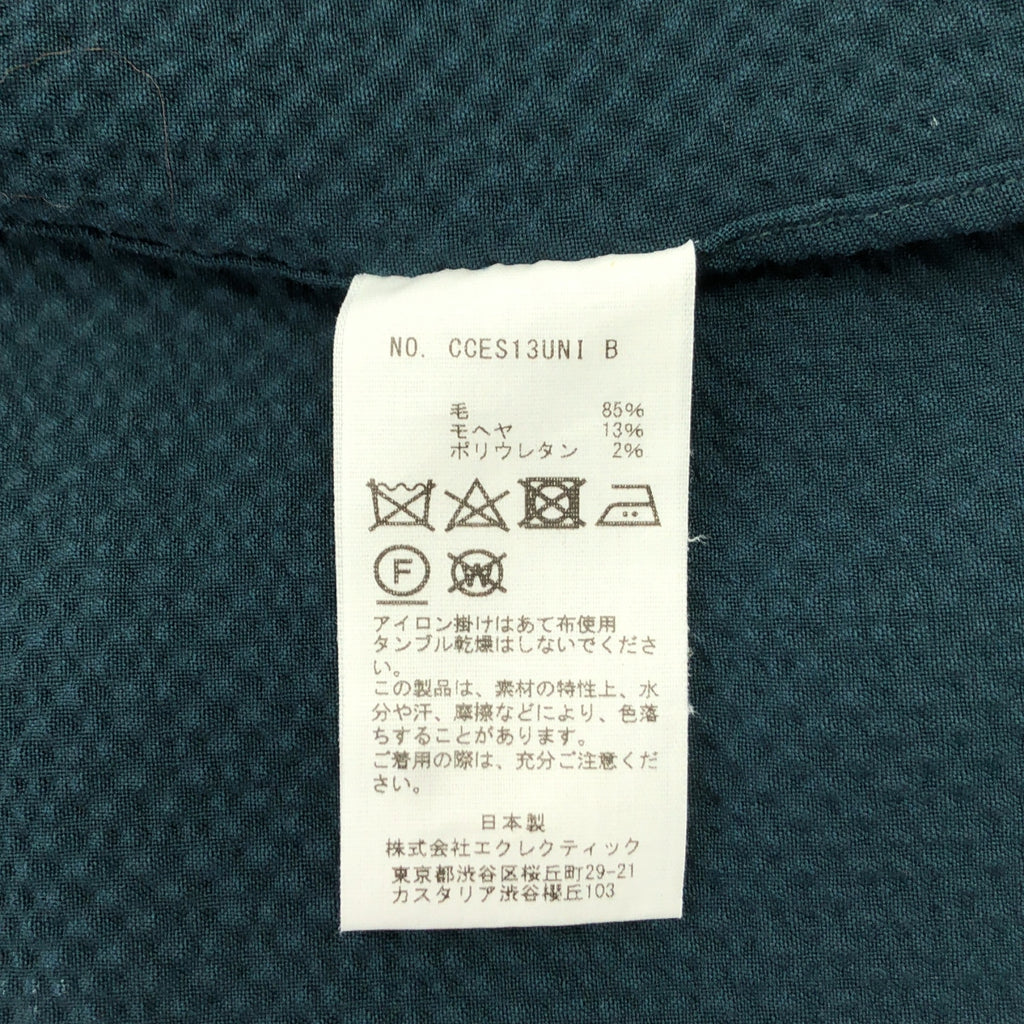 NO. CCES13UNI B
毛 85%
モヘヤ 13%
ポリウレタン 2%
F W
アイロン掛けはあて布使用
タンブル乾燥はしないでくださ
い。
この製品は、素材の特性上、水
分や汗、摩擦などにより、色落
ちすることがあります。
ご着用の際は、充分ご注意くだ
さい。
日本製
株式会社エクレクティック
東京都渋谷区桜丘町29-21
カスタリア渋谷櫻丘103